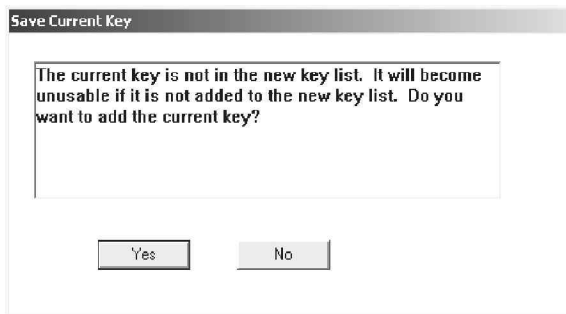 Save Current Key
The current key is not in the new key list. It will become
unusable if it is not added to the new key list. Do you
want to add the current key?
Yes
No